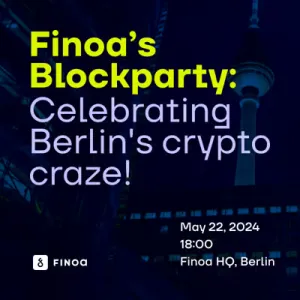 Finoa's
Blockparty:
Celebrating
Berlin's crypto
craze!
May 22, 2024
18:00
Finoa HQ, Berlin
FINOA